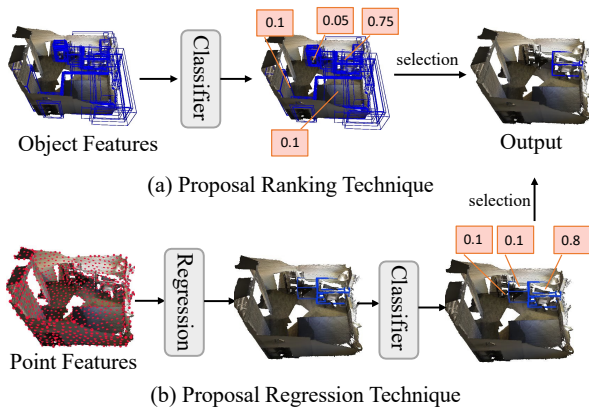 0.1
0.05
0.75
Classifier
selection
0.1
Object Features
Output
(a) Proposal Ranking Technique
selection
0.1
0.1
0.8
Regression
Classifier
Point Features
(b) Proposal Regression Technique